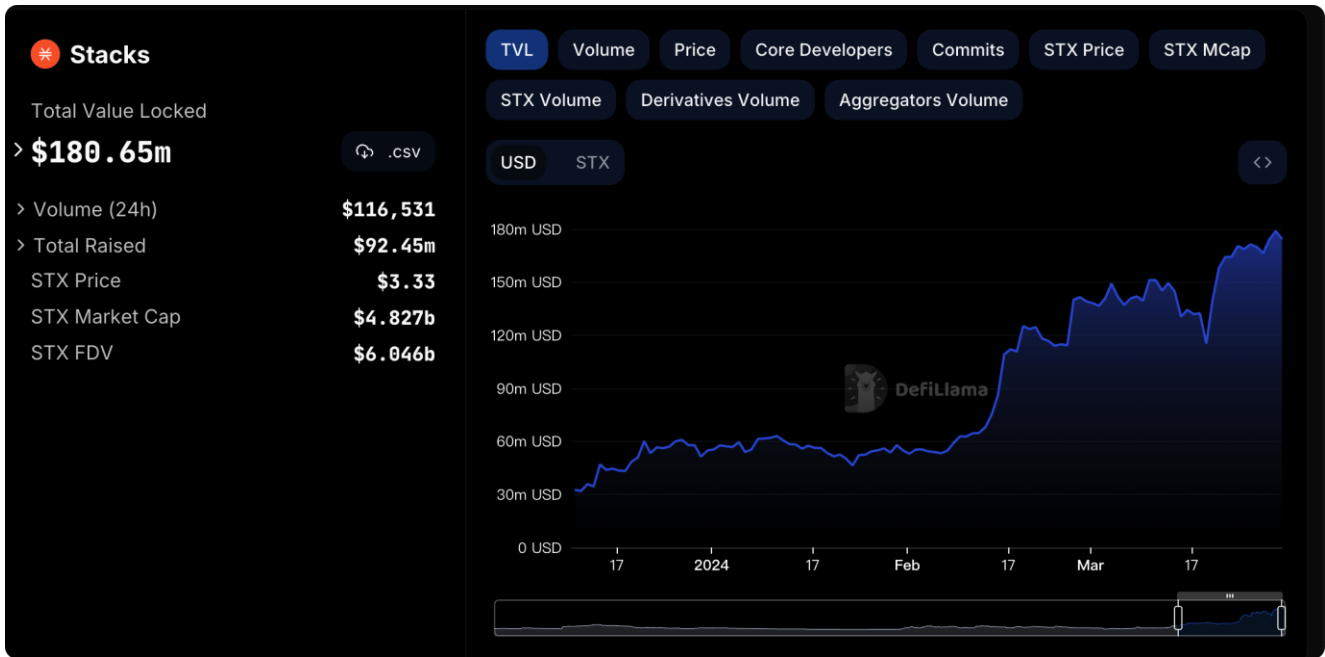 Stacks
Total Value Locked
$180.65m
.csv
Volume (24h) $116,531
Total Raised $92.45m
STX Price $3.33
STX Market Cap $4.827b
STX FDV $6.046b
TVL Volume Price Core Developers Commits STX Price STX MCap
STX Volume Derivatives Volume Aggregators Volume
USD STX
180m USD
150m USD
120m USD
90m USD
60m USD
30m USD
0 USD
DefiLlama
17 2024 17 Feb 17 Mar 17